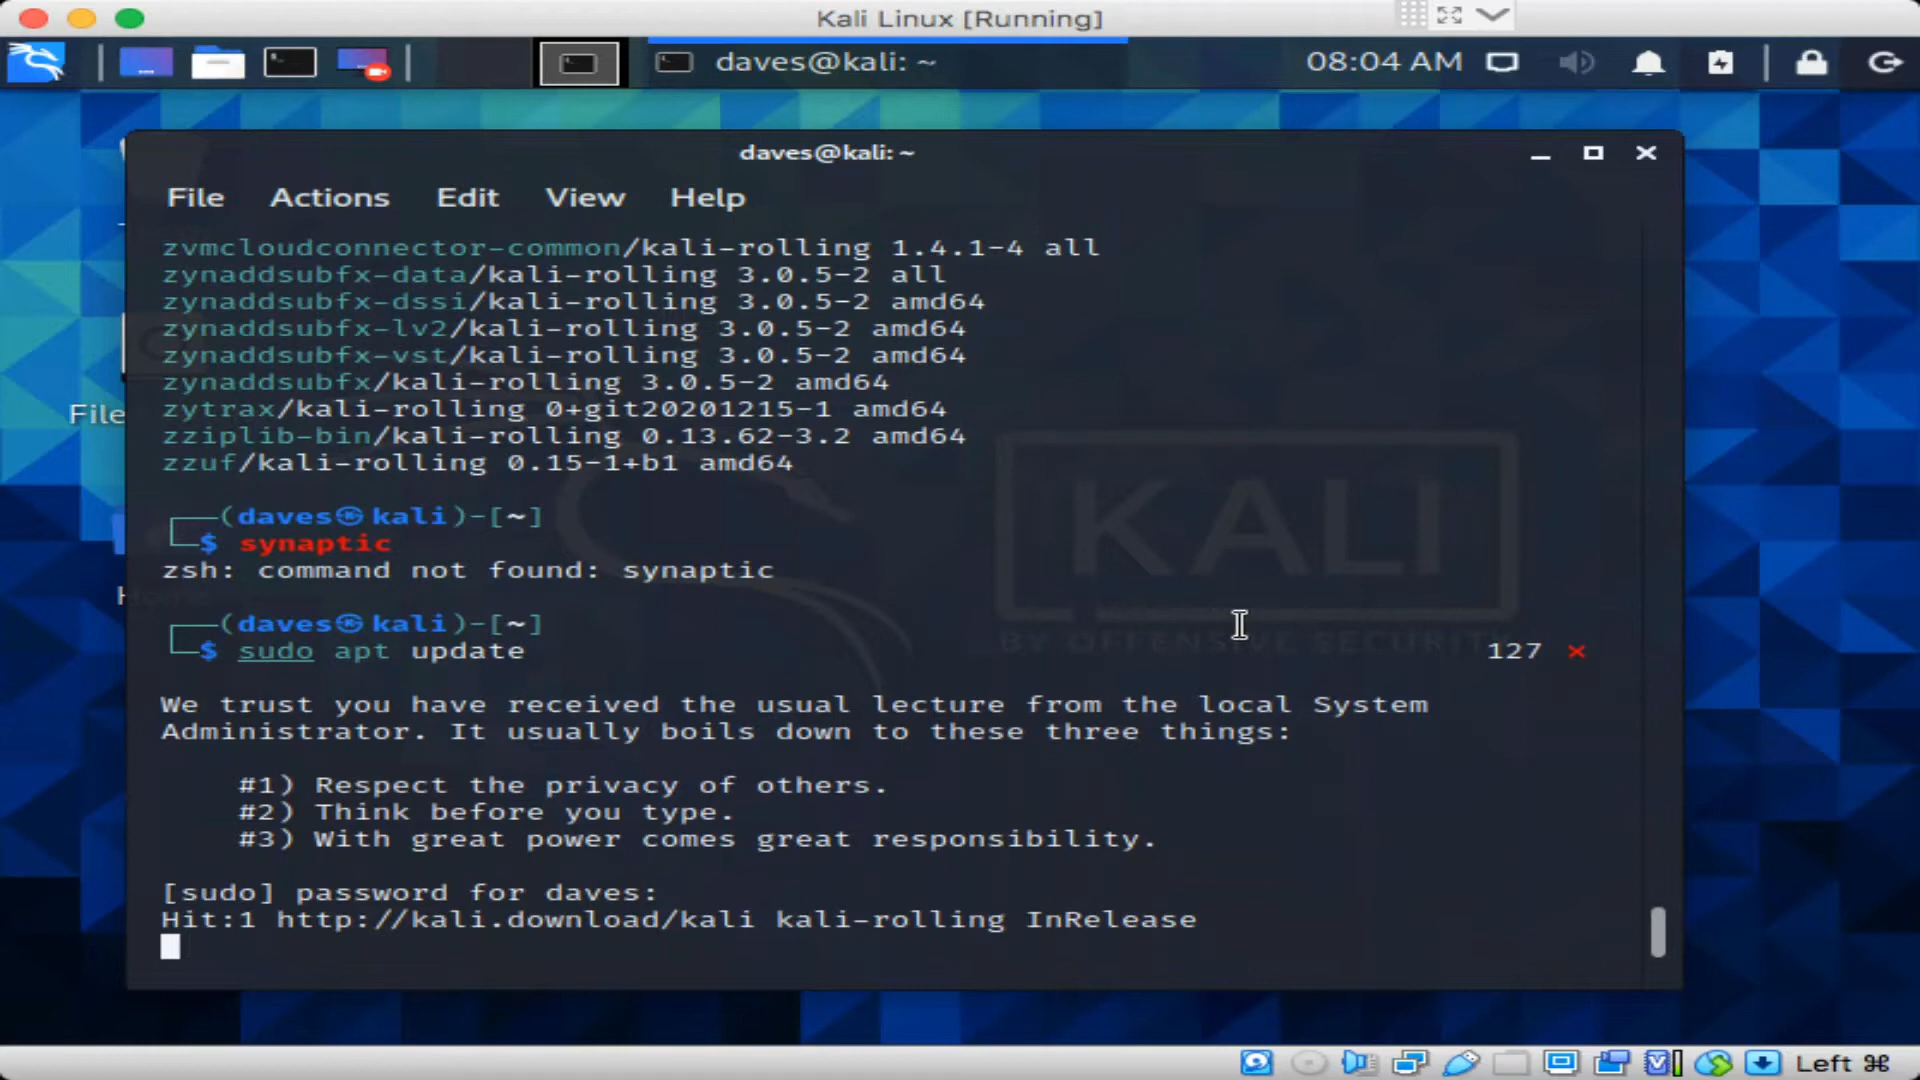 Kali Linux [Running]
daves@kali: ~
08:04 AM
daves@kali: ~
File Actions Edit View Help
zvmcloudconnector-common/kali-rolling 1.4.1-4 all
zynaddsubfx-data/kali-rolling 3.0.5-2 all
zynaddsubfx-dssi/kali-rolling 3.0.5-2 amd64
zynaddsubfx-lv2/kali-rolling 3.0.5-2 amd64
zynaddsubfx-vst/kali-rolling 3.0.5-2 amd64
zynaddsubfx/kali-rolling 3.0.5-2 amd64
zytrax/kali-rolling 0+git20201215-1 amd64
File
zziplib-bin/kali-rolling 0.13.62-3.2 amd64
zzuf/kali-rolling 0.15-1+b1 amd64
KALI
BY OFFENSIVE SECURITY
┌──(daves㉿kali)-[~]
└─$ synaptic
zsh: command not found: synaptic
┌──(daves㉿kali)-[~]
└─$ sudo apt update 127 ⨯
We trust you have received the usual lecture from the local System
Administrator. It usually boils down to these three things:
#1) Respect the privacy of others.
#2) Think before you type.
#3) With great power comes great responsibility.
[sudo] password for daves:
Hit:1 http://kali.download/kali kali-rolling InRelease
Left ⌘